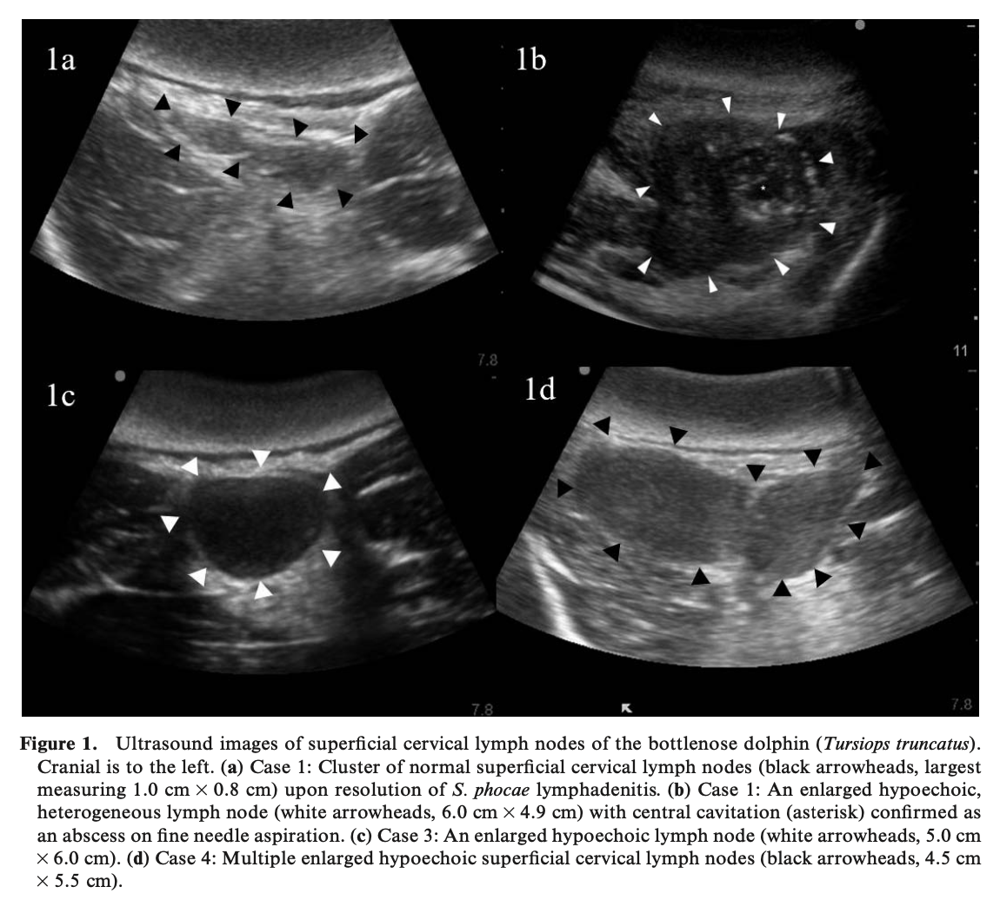 1a
1b
7.8
11
1c
1d
7.8
7.8
Figure 1. Ultrasound images of superficial cervical lymph nodes of the bottlenose dolphin (Tursiops truncatus).
Cranial is to the left. (a) Case 1: Cluster of normal superficial cervical lymph nodes (black arrowheads, largest
measuring 1.0 cm × 0.8 cm) upon resolution of S. phocae lymphadenitis. (b) Case 1: An enlarged hypoechoic,
heterogeneous lymph node (white arrowheads, 6.0 cm × 4.9 cm) with central cavitation (asterisk) confirmed as
an abscess on fine needle aspiration. (c) Case 3: An enlarged hypoechoic lymph node (white arrowheads, 5.0 cm
× 6.0 cm). (d) Case 4: Multiple enlarged hypoechoic superficial cervical lymph nodes (black arrowheads, 4.5 cm
× 5.5 cm).